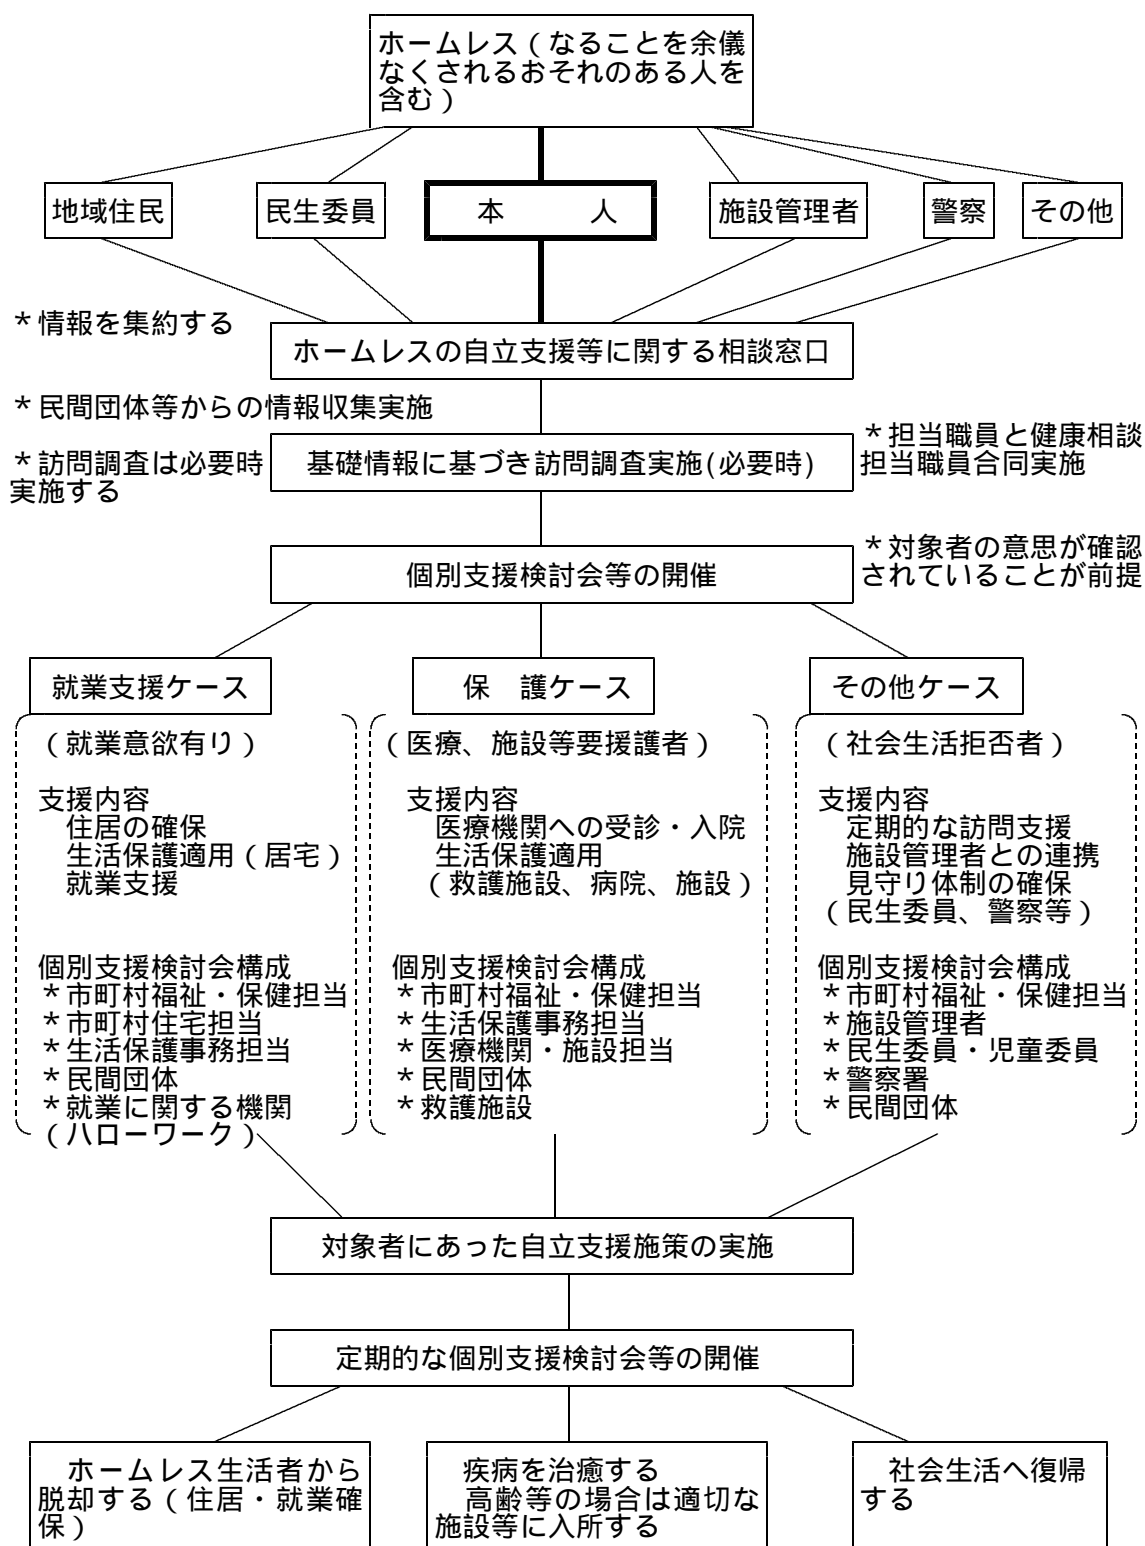 ホームレス(なることを余儀
なくされるおそれのある人を
含む)
地域住民
民生委員
本 人
施設管理者
警察
その他
*情報を集約する
ホームレスの自立支援等に関する相談窓口
*民間団体等からの情報収集実施
*訪問調査は必要時
実施する
基礎情報に基づき訪問調査実施(必要時)
*担当職員と健康相談
担当職員合同実施
個別支援検討会等の開催
*対象者の意思が確認
されていることが前提
就業支援ケース
(就業意欲有り)
支援内容
住居の確保
生活保護適用(居宅)
就業支援
個別支援検討会構成
*市町村福祉・保健担当
*市町村住宅担当
*生活保護事務担当
*民間団体
*就業に関する機関
(ハローワーク)
保 護ケース
(医療、施設等要援護者)
支援内容
医療機関への受診・入院
生活保護適用
(救護施設、病院、施設)
個別支援検討会構成
*市町村福祉・保健担当
*生活保護事務担当
*医療機関・施設担当
*民間団体
*救護施設
その他ケース
(社会生活拒否者)
支援内容
定期的な訪問支援
施設管理者との連携
見守り体制の確保
(民生委員、警察等)
個別支援検討会構成
*市町村福祉・保健担当
*施設管理者
*民生委員・児童委員
*警察署
*民間団体
対象者にあった自立支援施策の実施
定期的な個別支援検討会等の開催
ホームレス生活者から
脱却する(住居・就業確
保)
疾病を治癒する
高齢等の場合は適切な
施設等に入所する
社会生活へ復帰
する